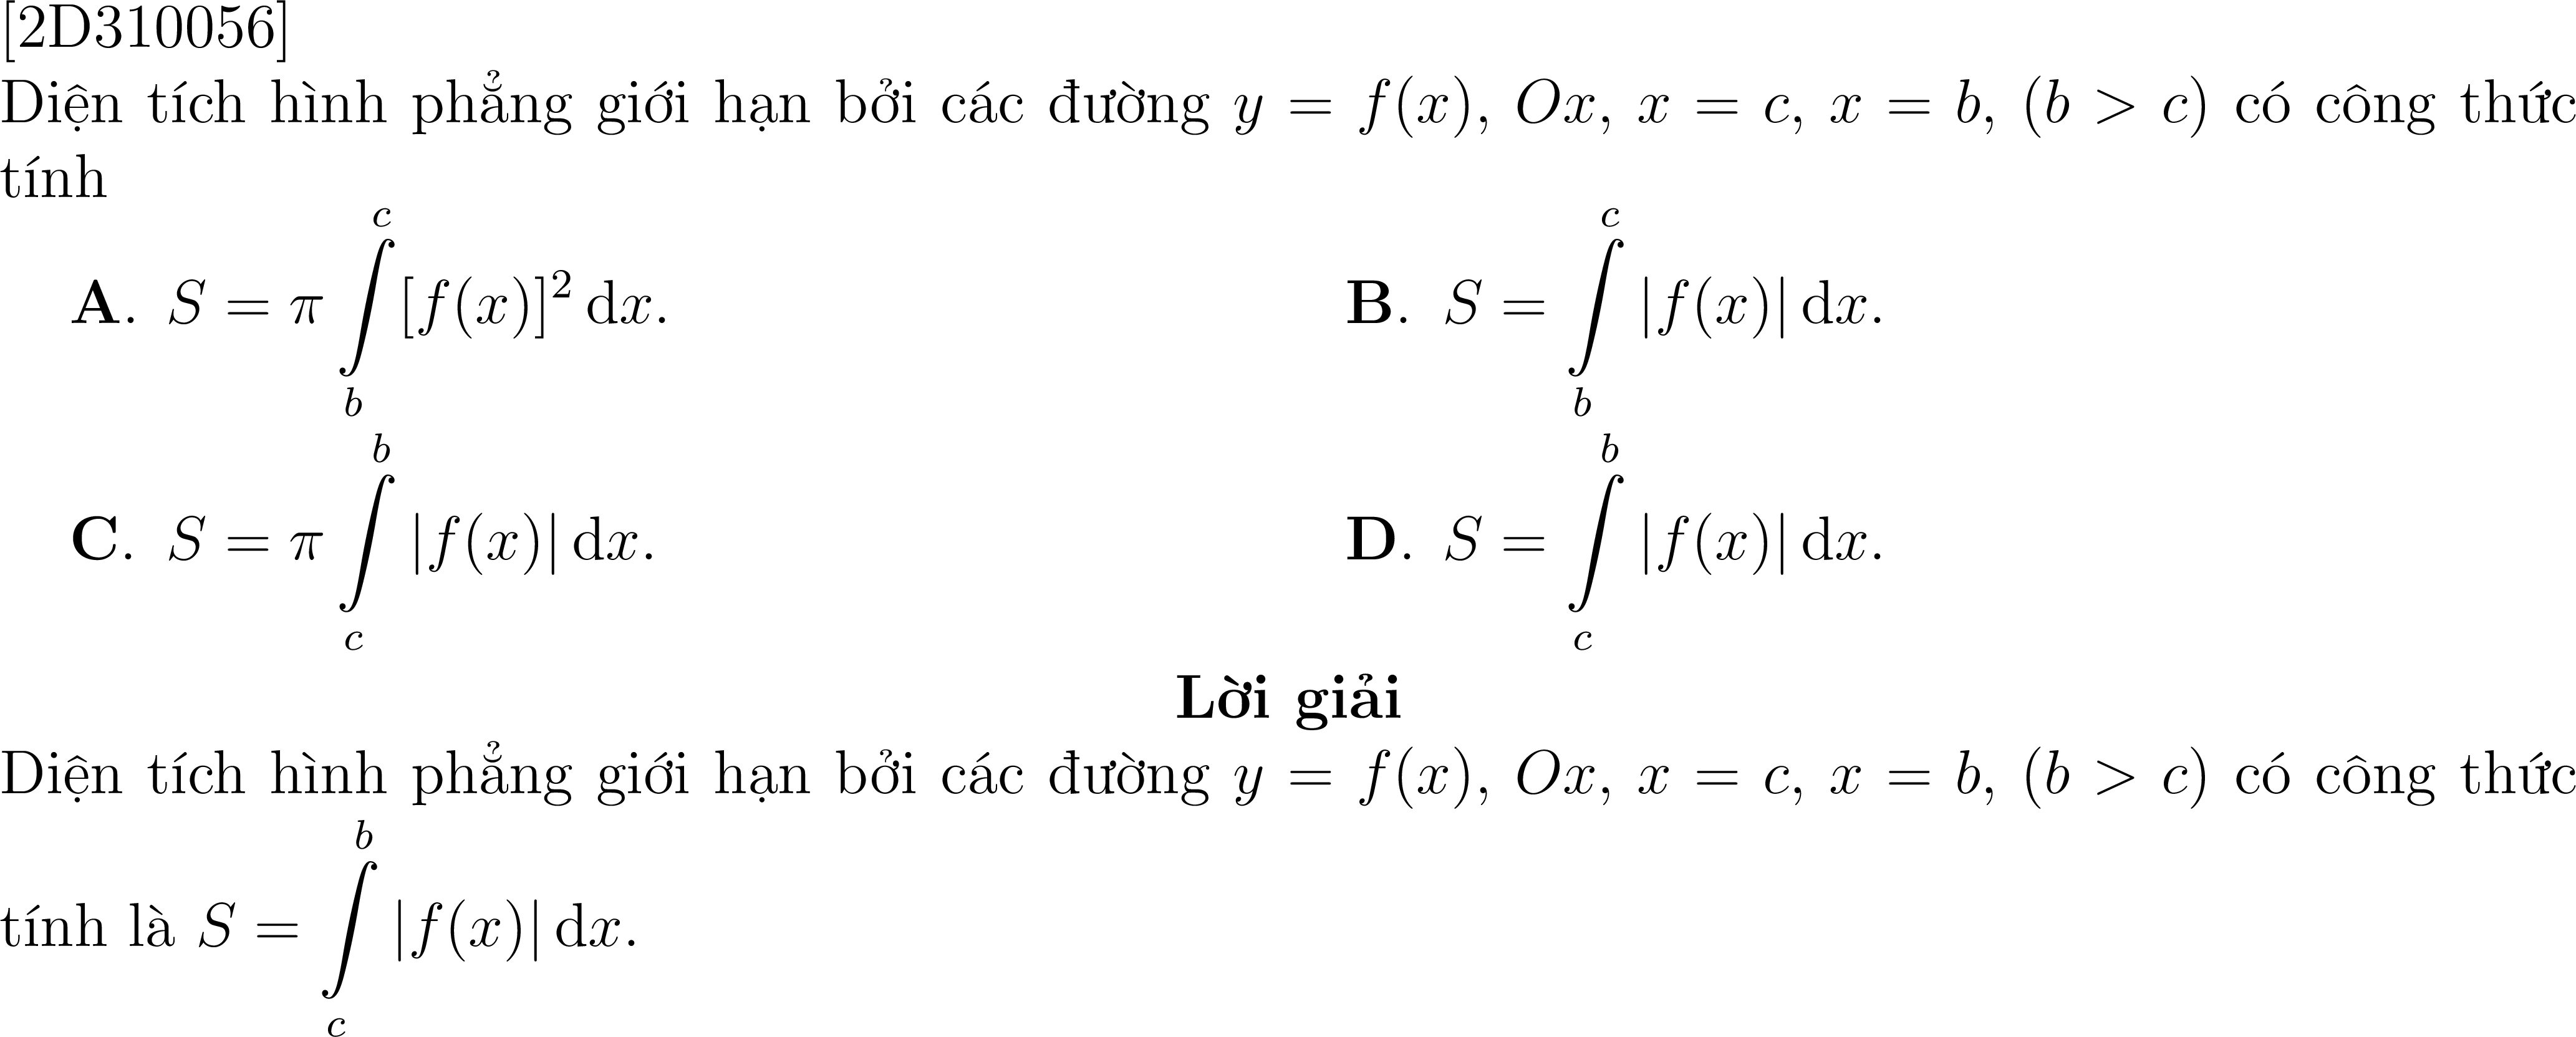 [2D310056]
Diện tích hình phẳng giới hạn bởi các đường y = f(x), Ox, x = c, x = b, (b > c) có công thức
tính
A. S = π ∫_b^c [f(x)]² dx. B. S = ∫_b^c |f(x)| dx.
C. S = π ∫_c^b |f(x)| dx. D. S = ∫_c^b |f(x)| dx.
Lời giải
Diện tích hình phẳng giới hạn bởi các đường y = f(x), Ox, x = c, x = b, (b > c) có công thức
tính là S = ∫_c^b |f(x)| dx.